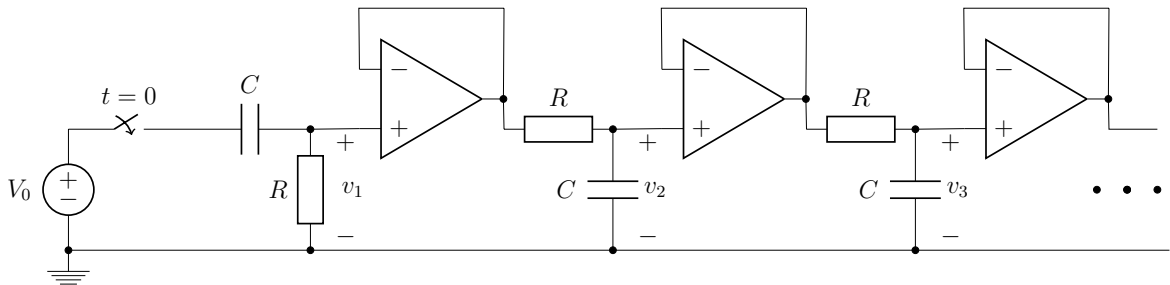 C
t = 0
R
R
− − −
+ + + + + +
V₀ + −
R v₁
C v₂
C v₃
− − −